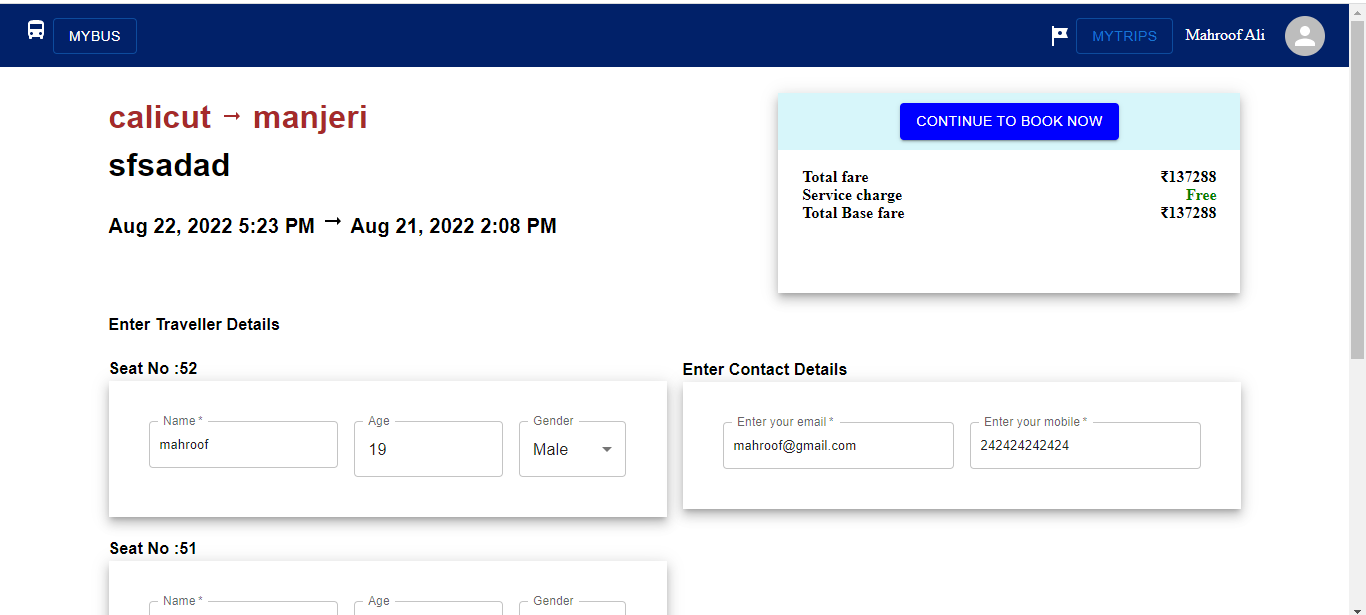 MYBUS
MYTRIPS Mahroof Ali
calicut → manjeri
sfsadad
Aug 22, 2022 5:23 PM → Aug 21, 2022 2:08 PM
CONTINUE TO BOOK NOW
Total fare ₹137288
Service charge Free
Total Base fare ₹137288
Enter Traveller Details
Seat No :52
Name *
mahroof
Age
19
Gender
Male
Enter Contact Details
Enter your email *
mahroof@gmail.com
Enter your mobile *
242424242424
Seat No :51
Name *
Age
Gender